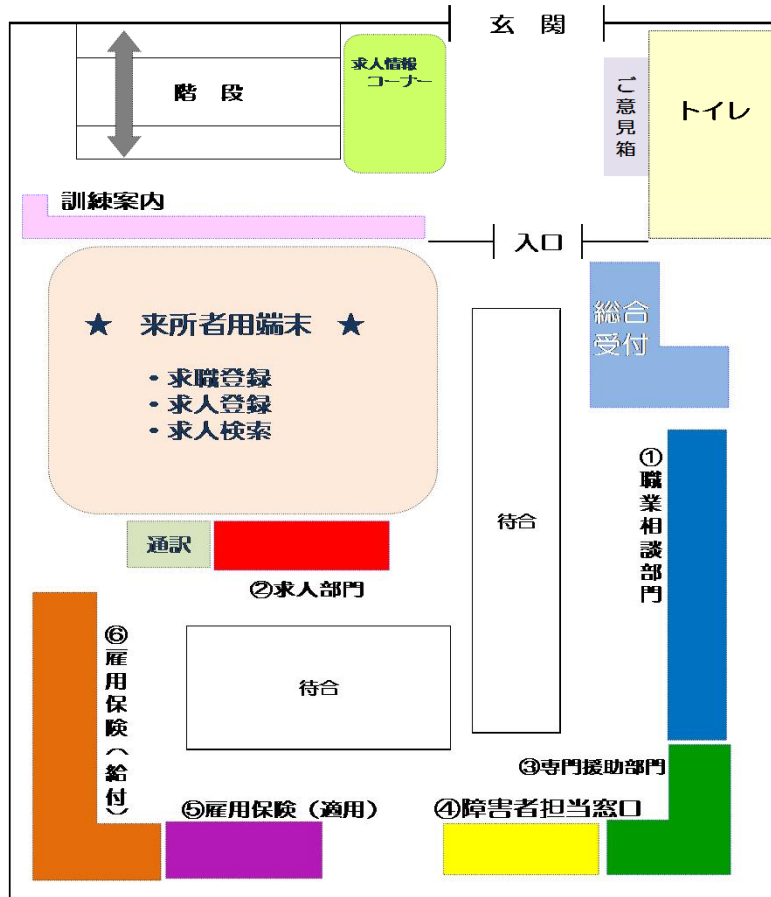 玄　関
階　段
求人情報
コーナー
ご意見箱
トイレ
訓練案内
入口
総合
受付
★　来所者用端末　★
・求職登録
・求人登録
・求人検索
待合
①職業相談部門
通訳
②求人部門
⑥雇用保険（給付）
待合
③専門援助部門
⑤雇用保険（適用）
④障害者担当窓口